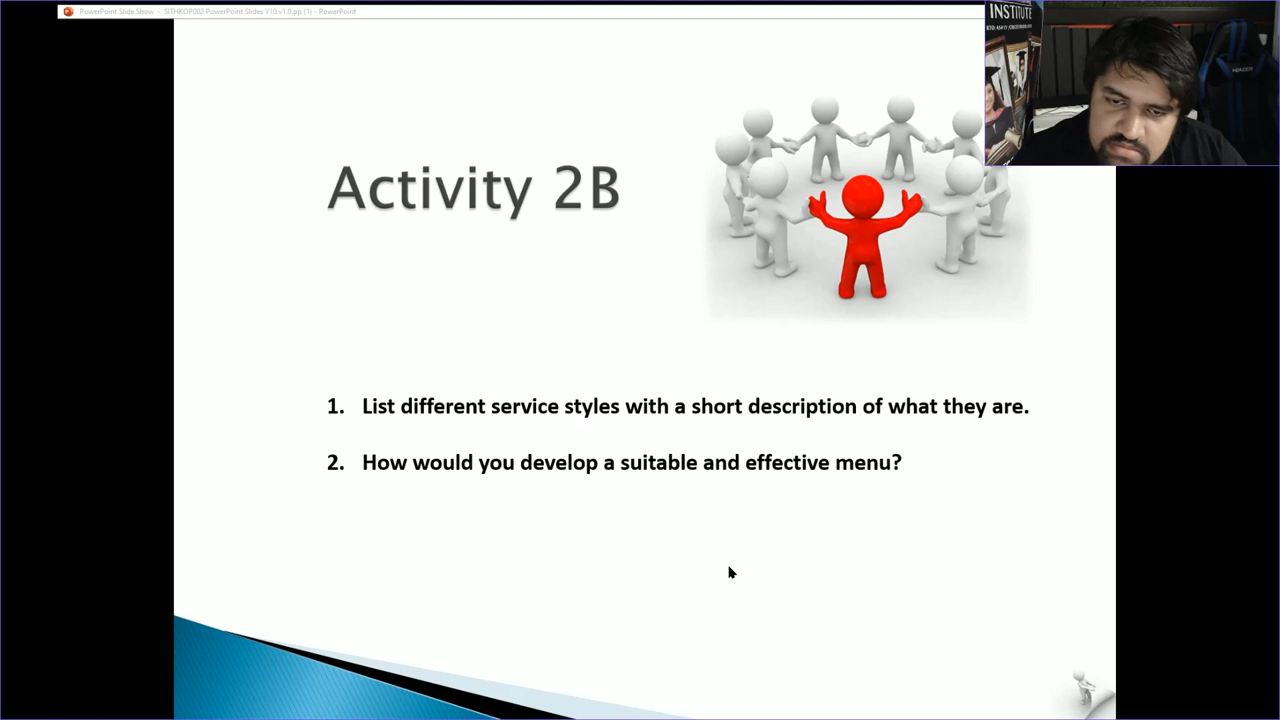 PowerPoint Slide Show - SITHKOP002 PowerPoint Slides V10.v1.0.pp (1) - PowerPoint
INSTITUTE
Activity 2B
1. List different service styles with a short description of what they are.
2. How would you develop a suitable and effective menu?